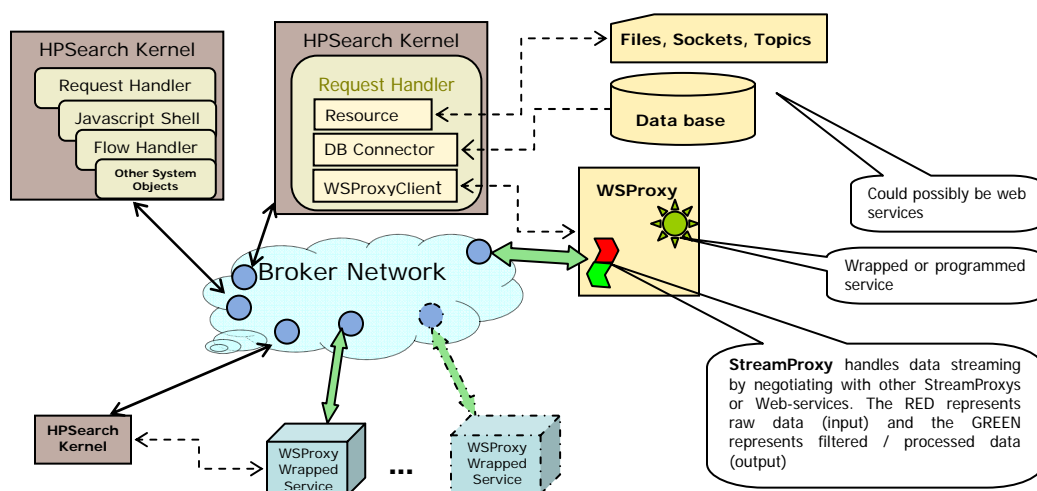 HPSearch Kernel
Request Handler
Javascript Shell
Flow Handler
Other System
Objects
HPSearch Kernel
Request Handler
Resource
DB Connector
WSProxyClient
Files, Sockets, Topics
Data base
WSProxy
Could possibly be web
services
Wrapped or programmed
service
StreamProxy handles data streaming
by negotiating with other StreamProxys
or Web-services. The RED represents
raw data (input) and the GREEN
represents filtered / processed data
(output)
Broker Network
HPSearch
Kernel
WSProxy
Wrapped
Service
...
WSProxy
Wrapped
Service